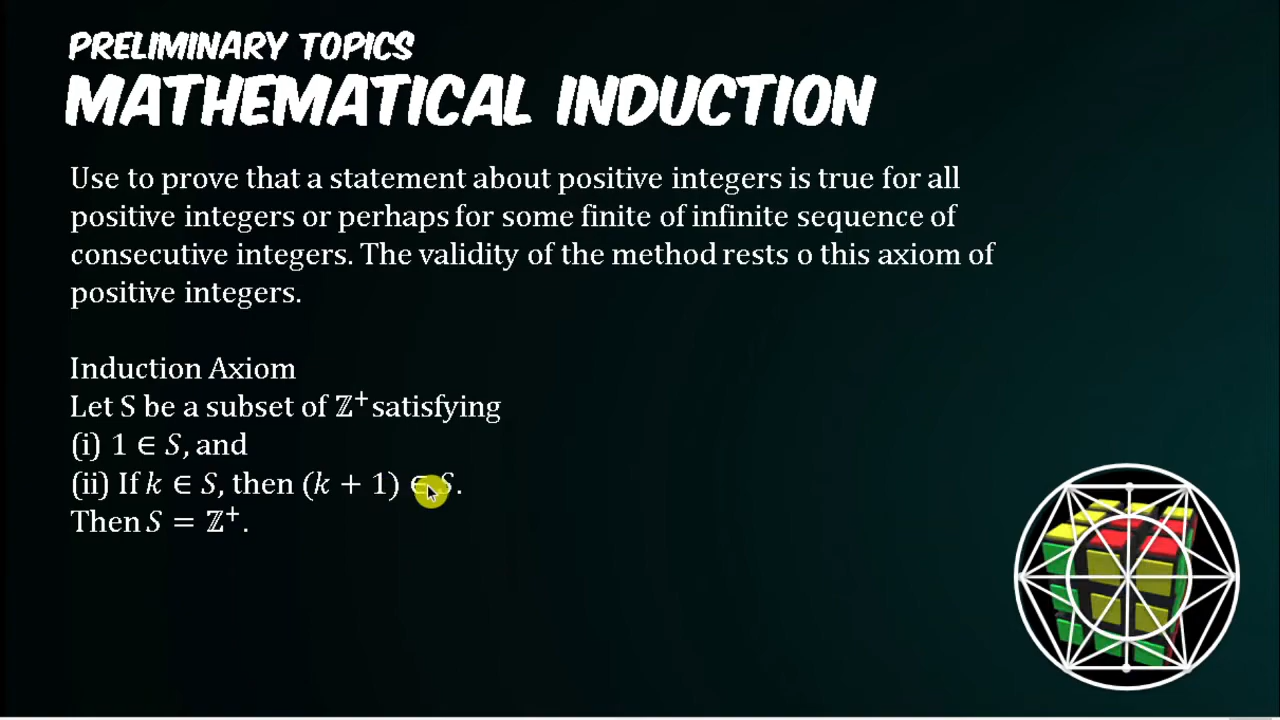 PRELIMINARY TOPICS
MATHEMATICAL INDUCTION
Use to prove that a statement about positive integers is true for all
positive integers or perhaps for some finite of infinite sequence of
consecutive integers. The validity of the method rests o this axiom of
positive integers.
Induction Axiom
Let S be a subset of ℤ⁺ satisfying
(i) 1 ∈ S, and
(ii) If k ∈ S, then (k + 1) ∈ S.
Then S = ℤ⁺.